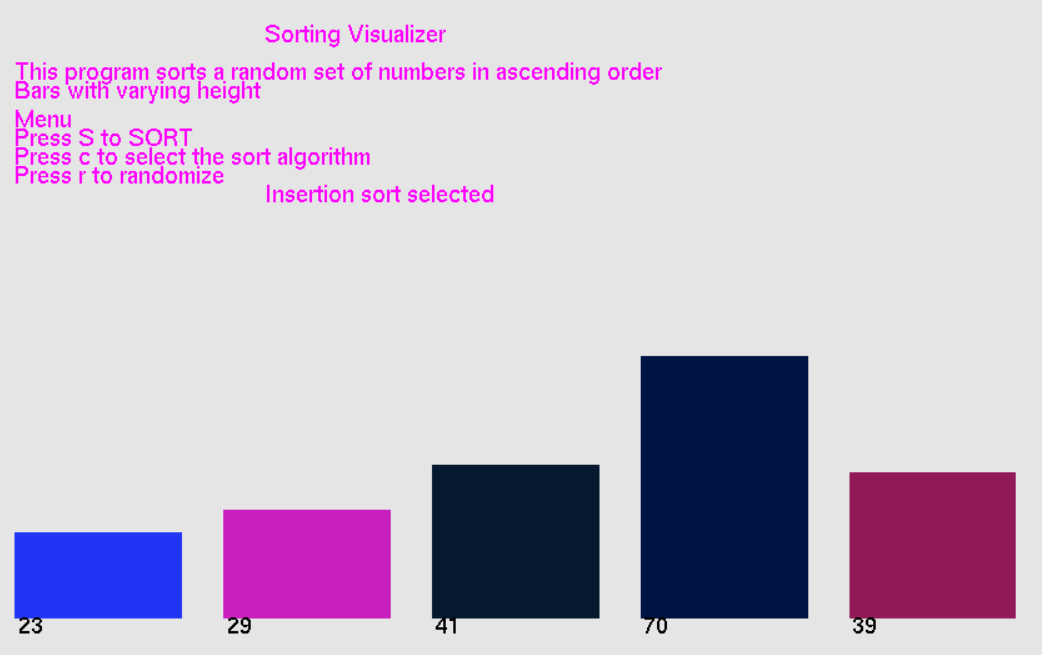 Sorting Visualizer
This program sorts a random set of numbers in ascending order
Bars with varying height
Menu
Press S to SORT
Press c to select the sort algorithm
Press r to randomize
Insertion sort selected
23 29 41 70 39